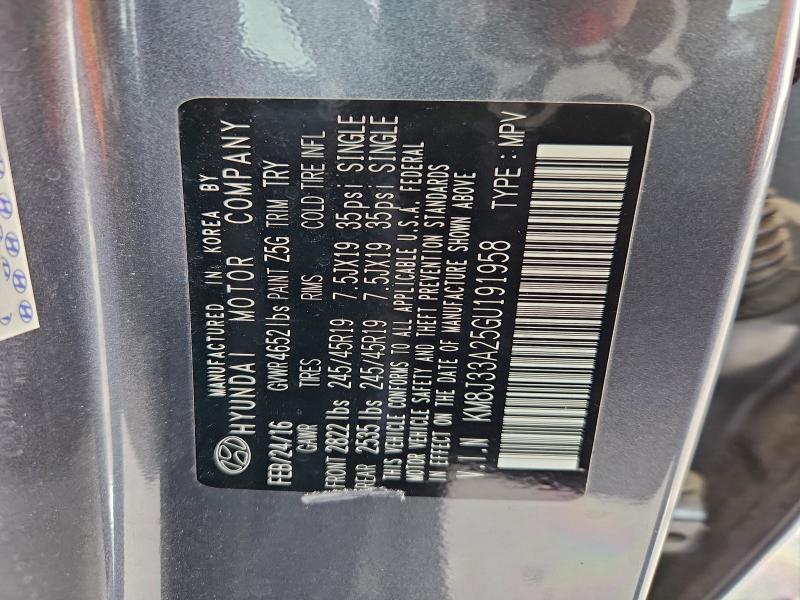 MANUFACTURED IN KOREA BY
HYUNDAI MOTOR COMPANY
FEB/24/16 GVWR 4652 lbs PAINT Z5G TRIM TRY
GAWR TIRES RIMS COLD TIRE INFL
FRONT 2822 lbs 245/45R19 7.5JX19 35psi SINGLE
REAR 2535 lbs 245/45R19 7.5JX19 35psi SINGLE
THIS VEHICLE CONFORMS TO ALL APPLICABLE U.S.A. FEDERAL
MOTOR VEHICLE SAFETY AND THEFT PREVENTION STANDARDS
IN EFFECT ON THE DATE OF MANUFACTURE SHOWN ABOVE
V.I.N KM8J33A25GU191958 TYPE : MPV